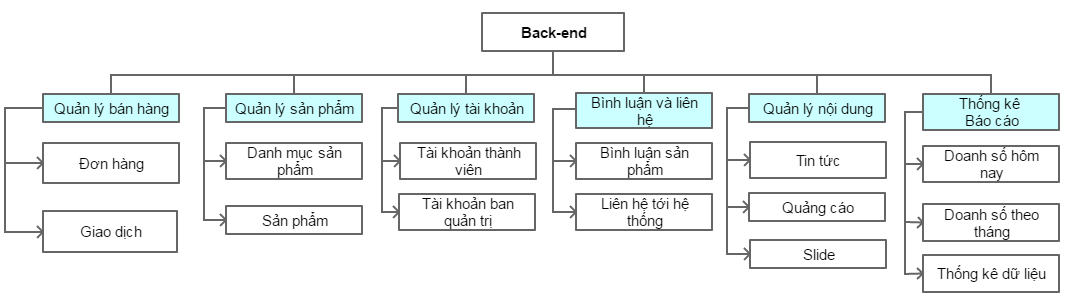 Back-end
Quản lý bán hàng
Đơn hàng
Giao dịch
Quản lý sản phẩm
Danh mục sản
phẩm
Sản phẩm
Quản lý tài khoản
Tài khoản thành
viên
Tài khoản ban
quản trị
Bình luận và liên
hệ
Bình luận sản
phẩm
Liên hệ tới hệ
thống
Quản lý nội dung
Tin tức
Quảng cáo
Slide
Thống kê
Báo cáo
Doanh số hôm
nay
Doanh số theo
tháng
Thống kê dữ liệu